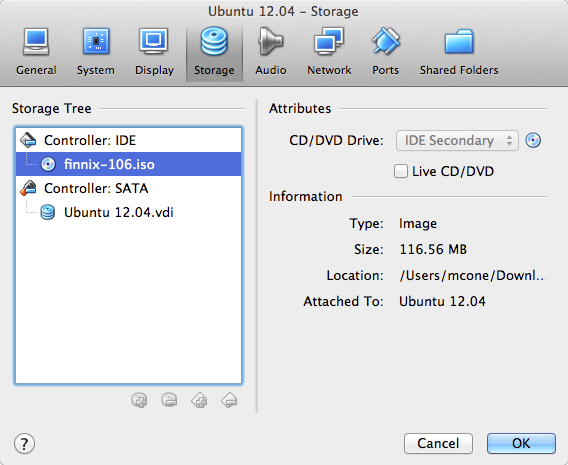 Ubuntu 12.04 – Storage
General System Display Storage Audio Network Ports Shared Folders
Storage Tree
Controller: IDE
finnix-106.iso
Controller: SATA
Ubuntu 12.04.vdi
Attributes
CD/DVD Drive: IDE Secondary
Live CD/DVD
Information
Type: Image
Size: 116.56 MB
Location: /Users/mcone/Downl...
Attached To: Ubuntu 12.04
? Cancel OK